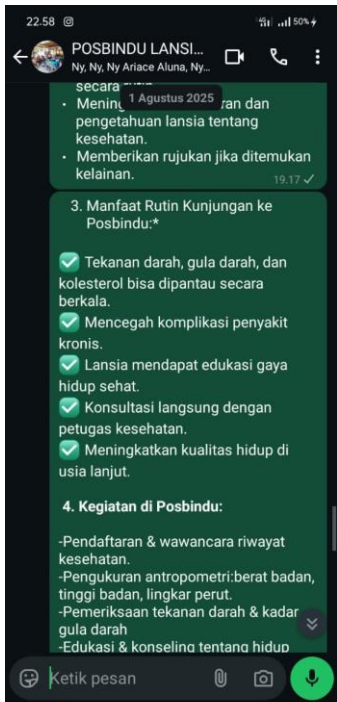 22.58
50%
POSBINDU LANSI...
Ny, Ny, Ny Ariace Aluna, Ny...
1 Agustus 2025
pengetahuan lansia tentang
kesehatan.
• Memberikan rujukan jika ditemukan
kelainan.
19.17
3. Manfaat Rutin Kunjungan ke
Posbindu:*
✅ Tekanan darah, gula darah, dan
kolesterol bisa dipantau secara
berkala.
✅ Mencegah komplikasi penyakit
kronis.
✅ Lansia mendapat edukasi gaya
hidup sehat.
✅ Konsultasi langsung dengan
petugas kesehatan.
✅ Meningkatkan kualitas hidup di
usia lanjut.
4. Kegiatan di Posbindu:
-Pendaftaran & wawancara riwayat
kesehatan.
-Pengukuran antropometri:berat badan,
tinggi badan, lingkar perut.
-Pemeriksaan tekanan darah & kadar
gula darah
-Edukasi & konseling tentang hidup
Ketik pesan